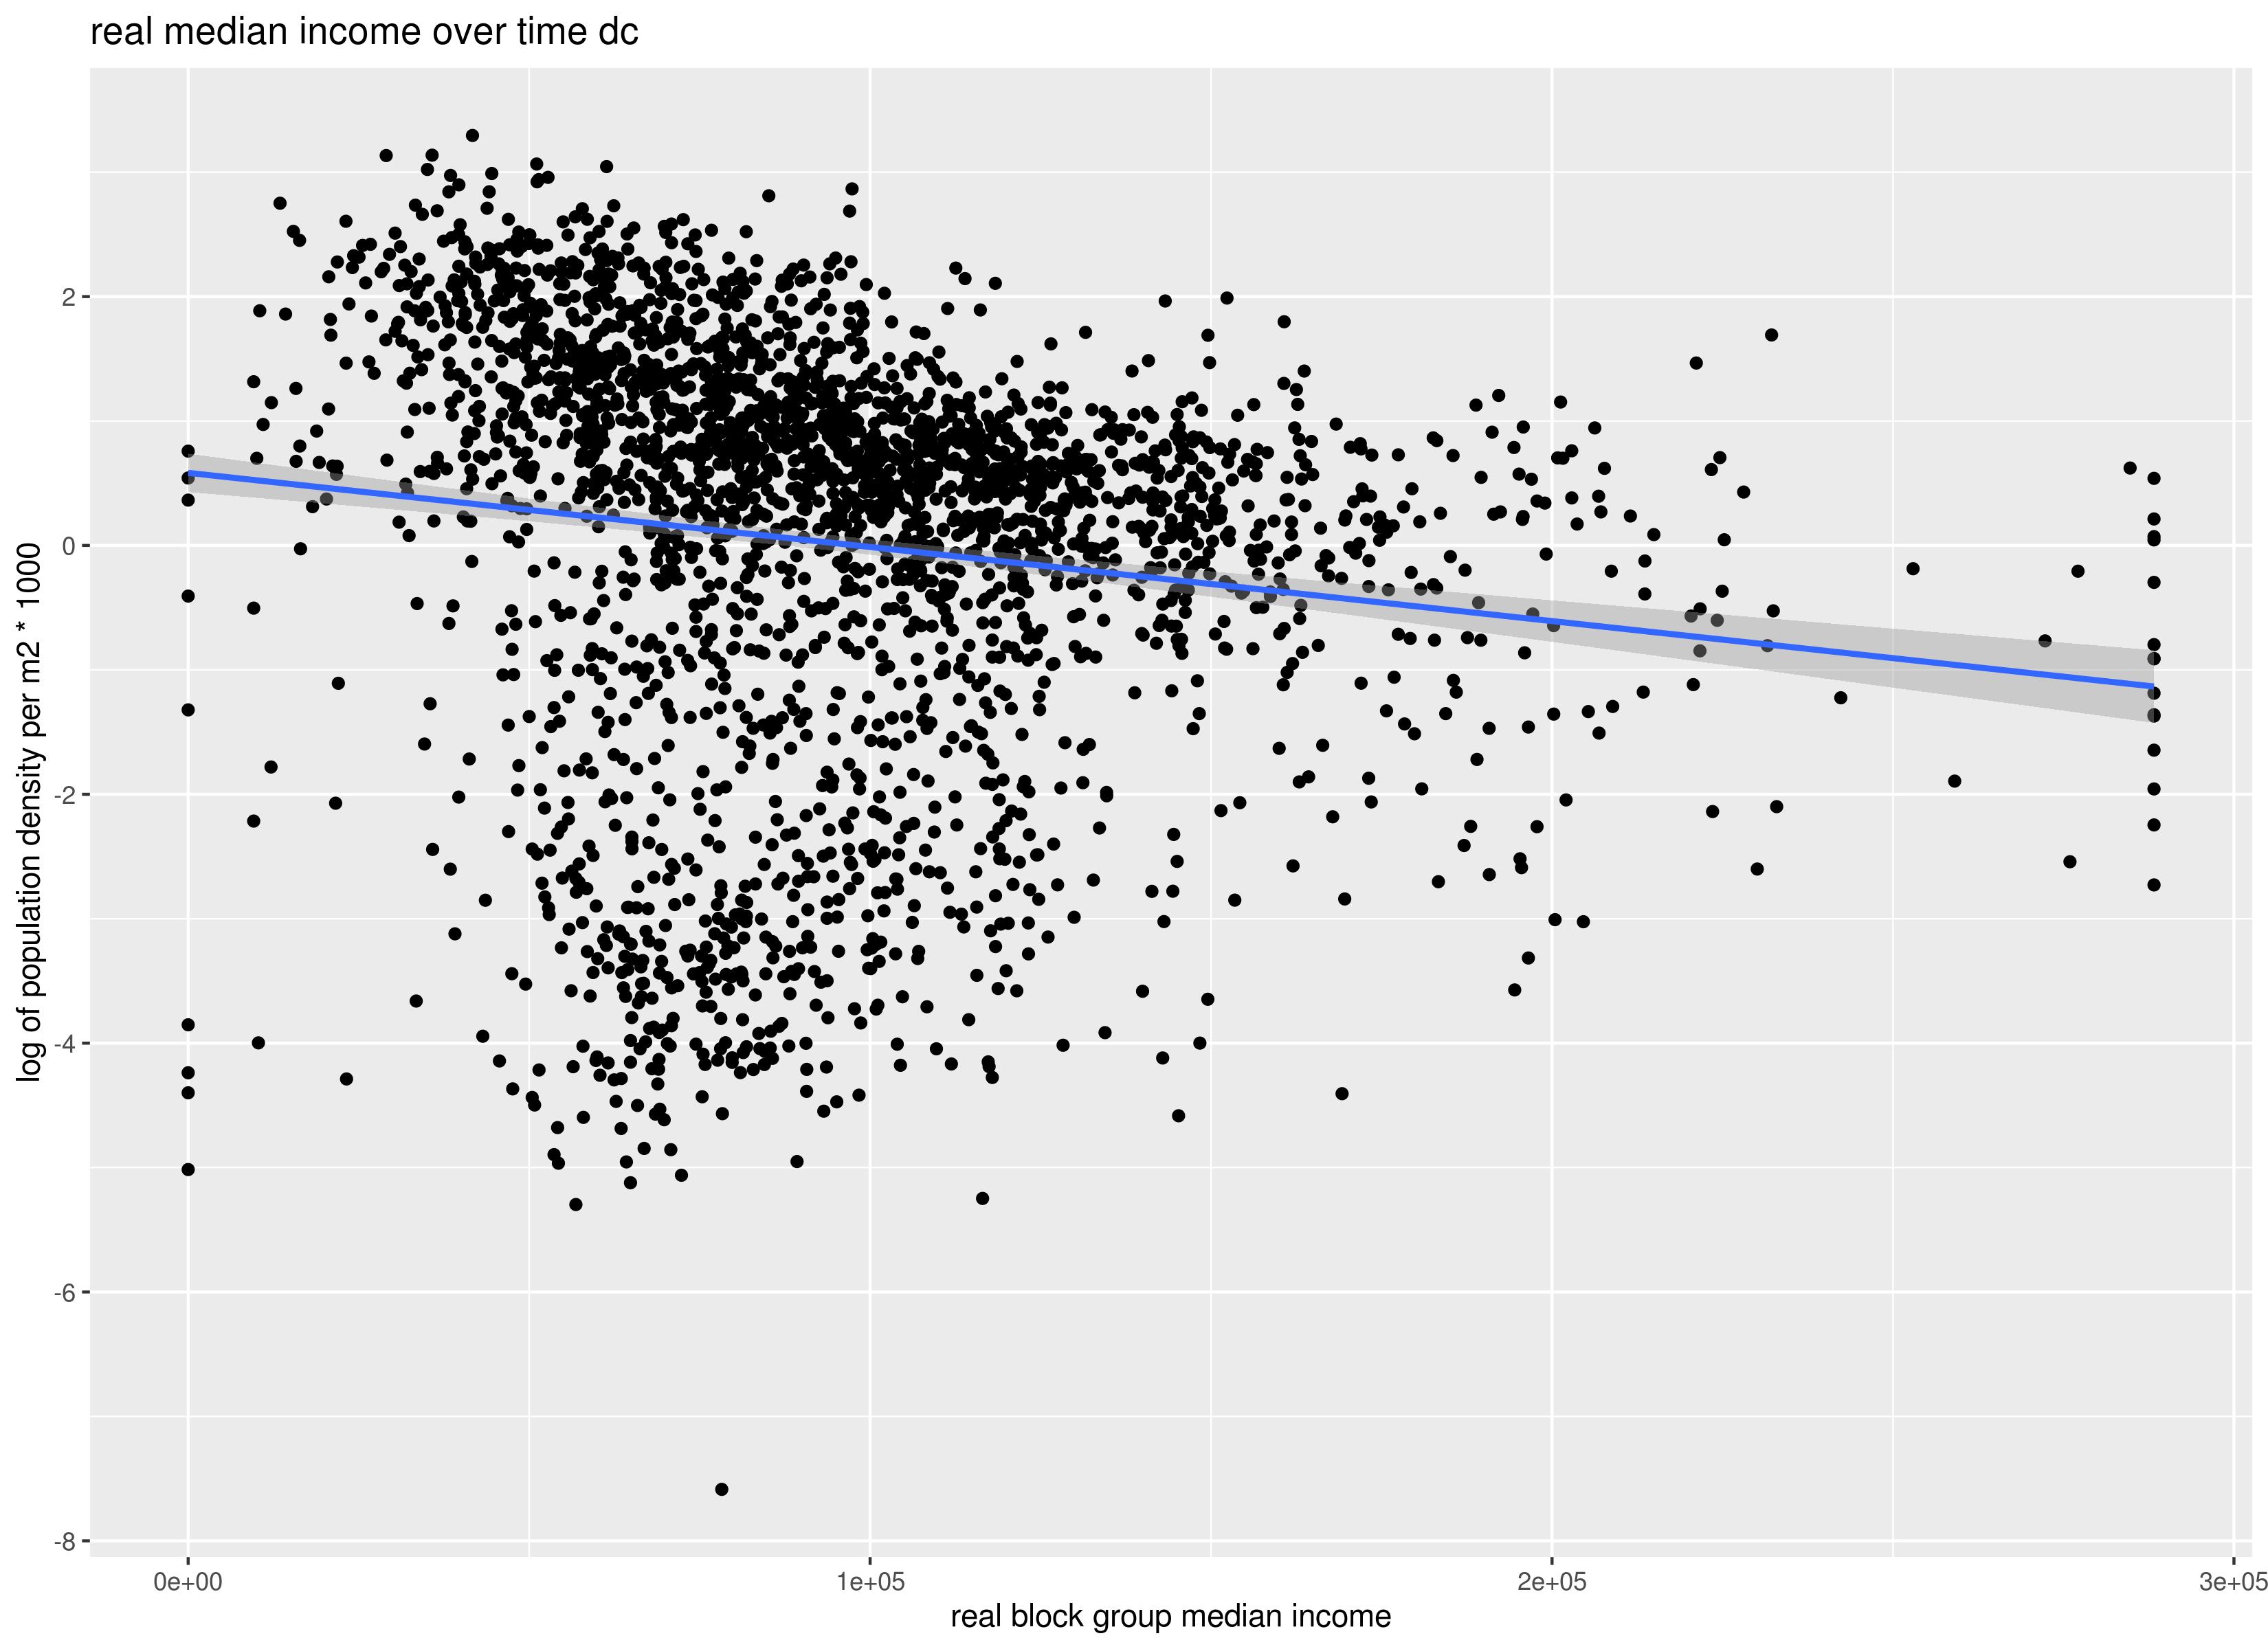 real median income over time dc
log of population density per m2 * 1000
2
0
-2
-4
-6
-8
0e+00
1e+05
2e+05
3e+05
real block group median income